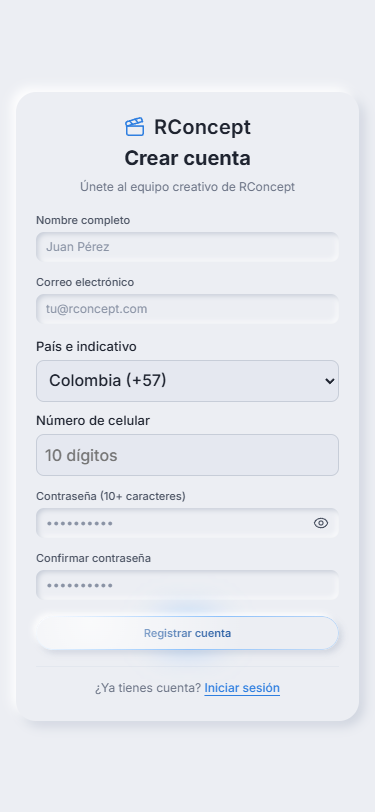 RConcept
Crear cuenta
Únete al equipo creativo de RConcept
Nombre completo
Juan Pérez
Correo electrónico
tu@rconcept.com
País e indicativo
Colombia (+57)
Número de celular
10 dígitos
Contraseña (10+ caracteres)
••••••••••
Confirmar contraseña
••••••••••
Registrar cuenta
¿Ya tienes cuenta? Iniciar sesión